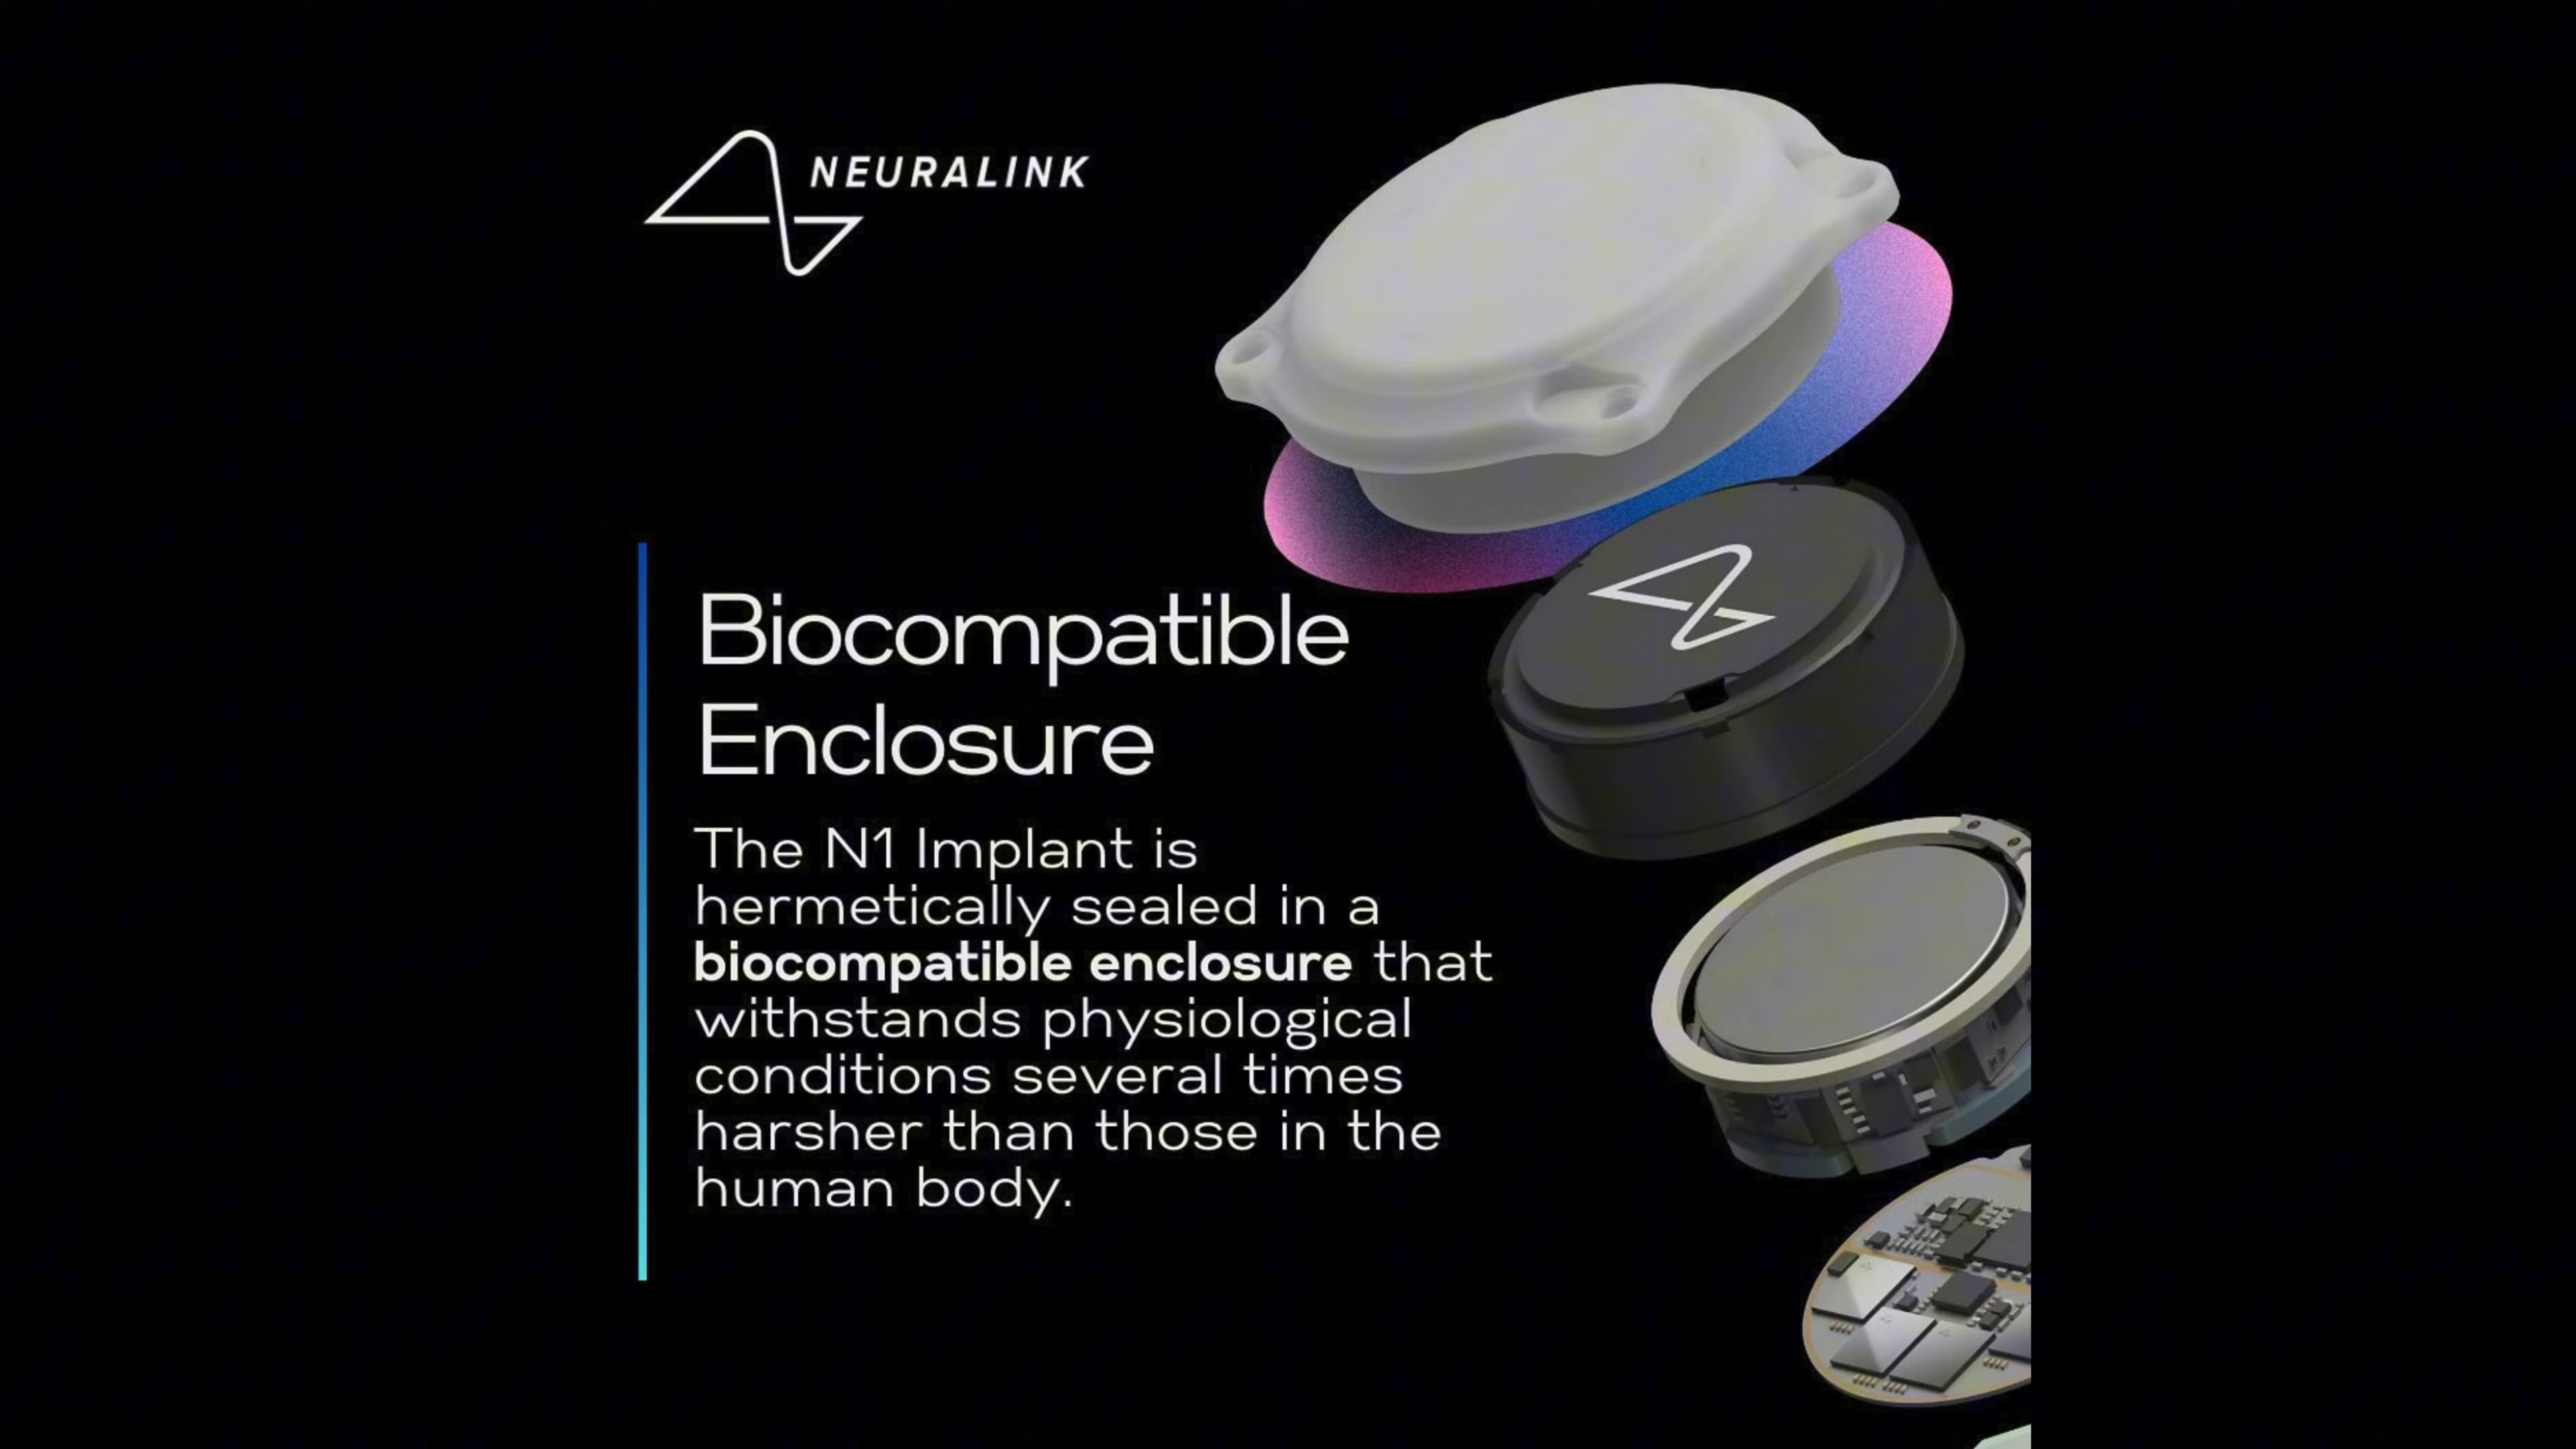 NEURALINK
Biocompatible
Enclosure
The N1 Implant is
hermetically sealed in a
biocompatible enclosure that
withstands physiological
conditions several times
harsher than those in the
human body.